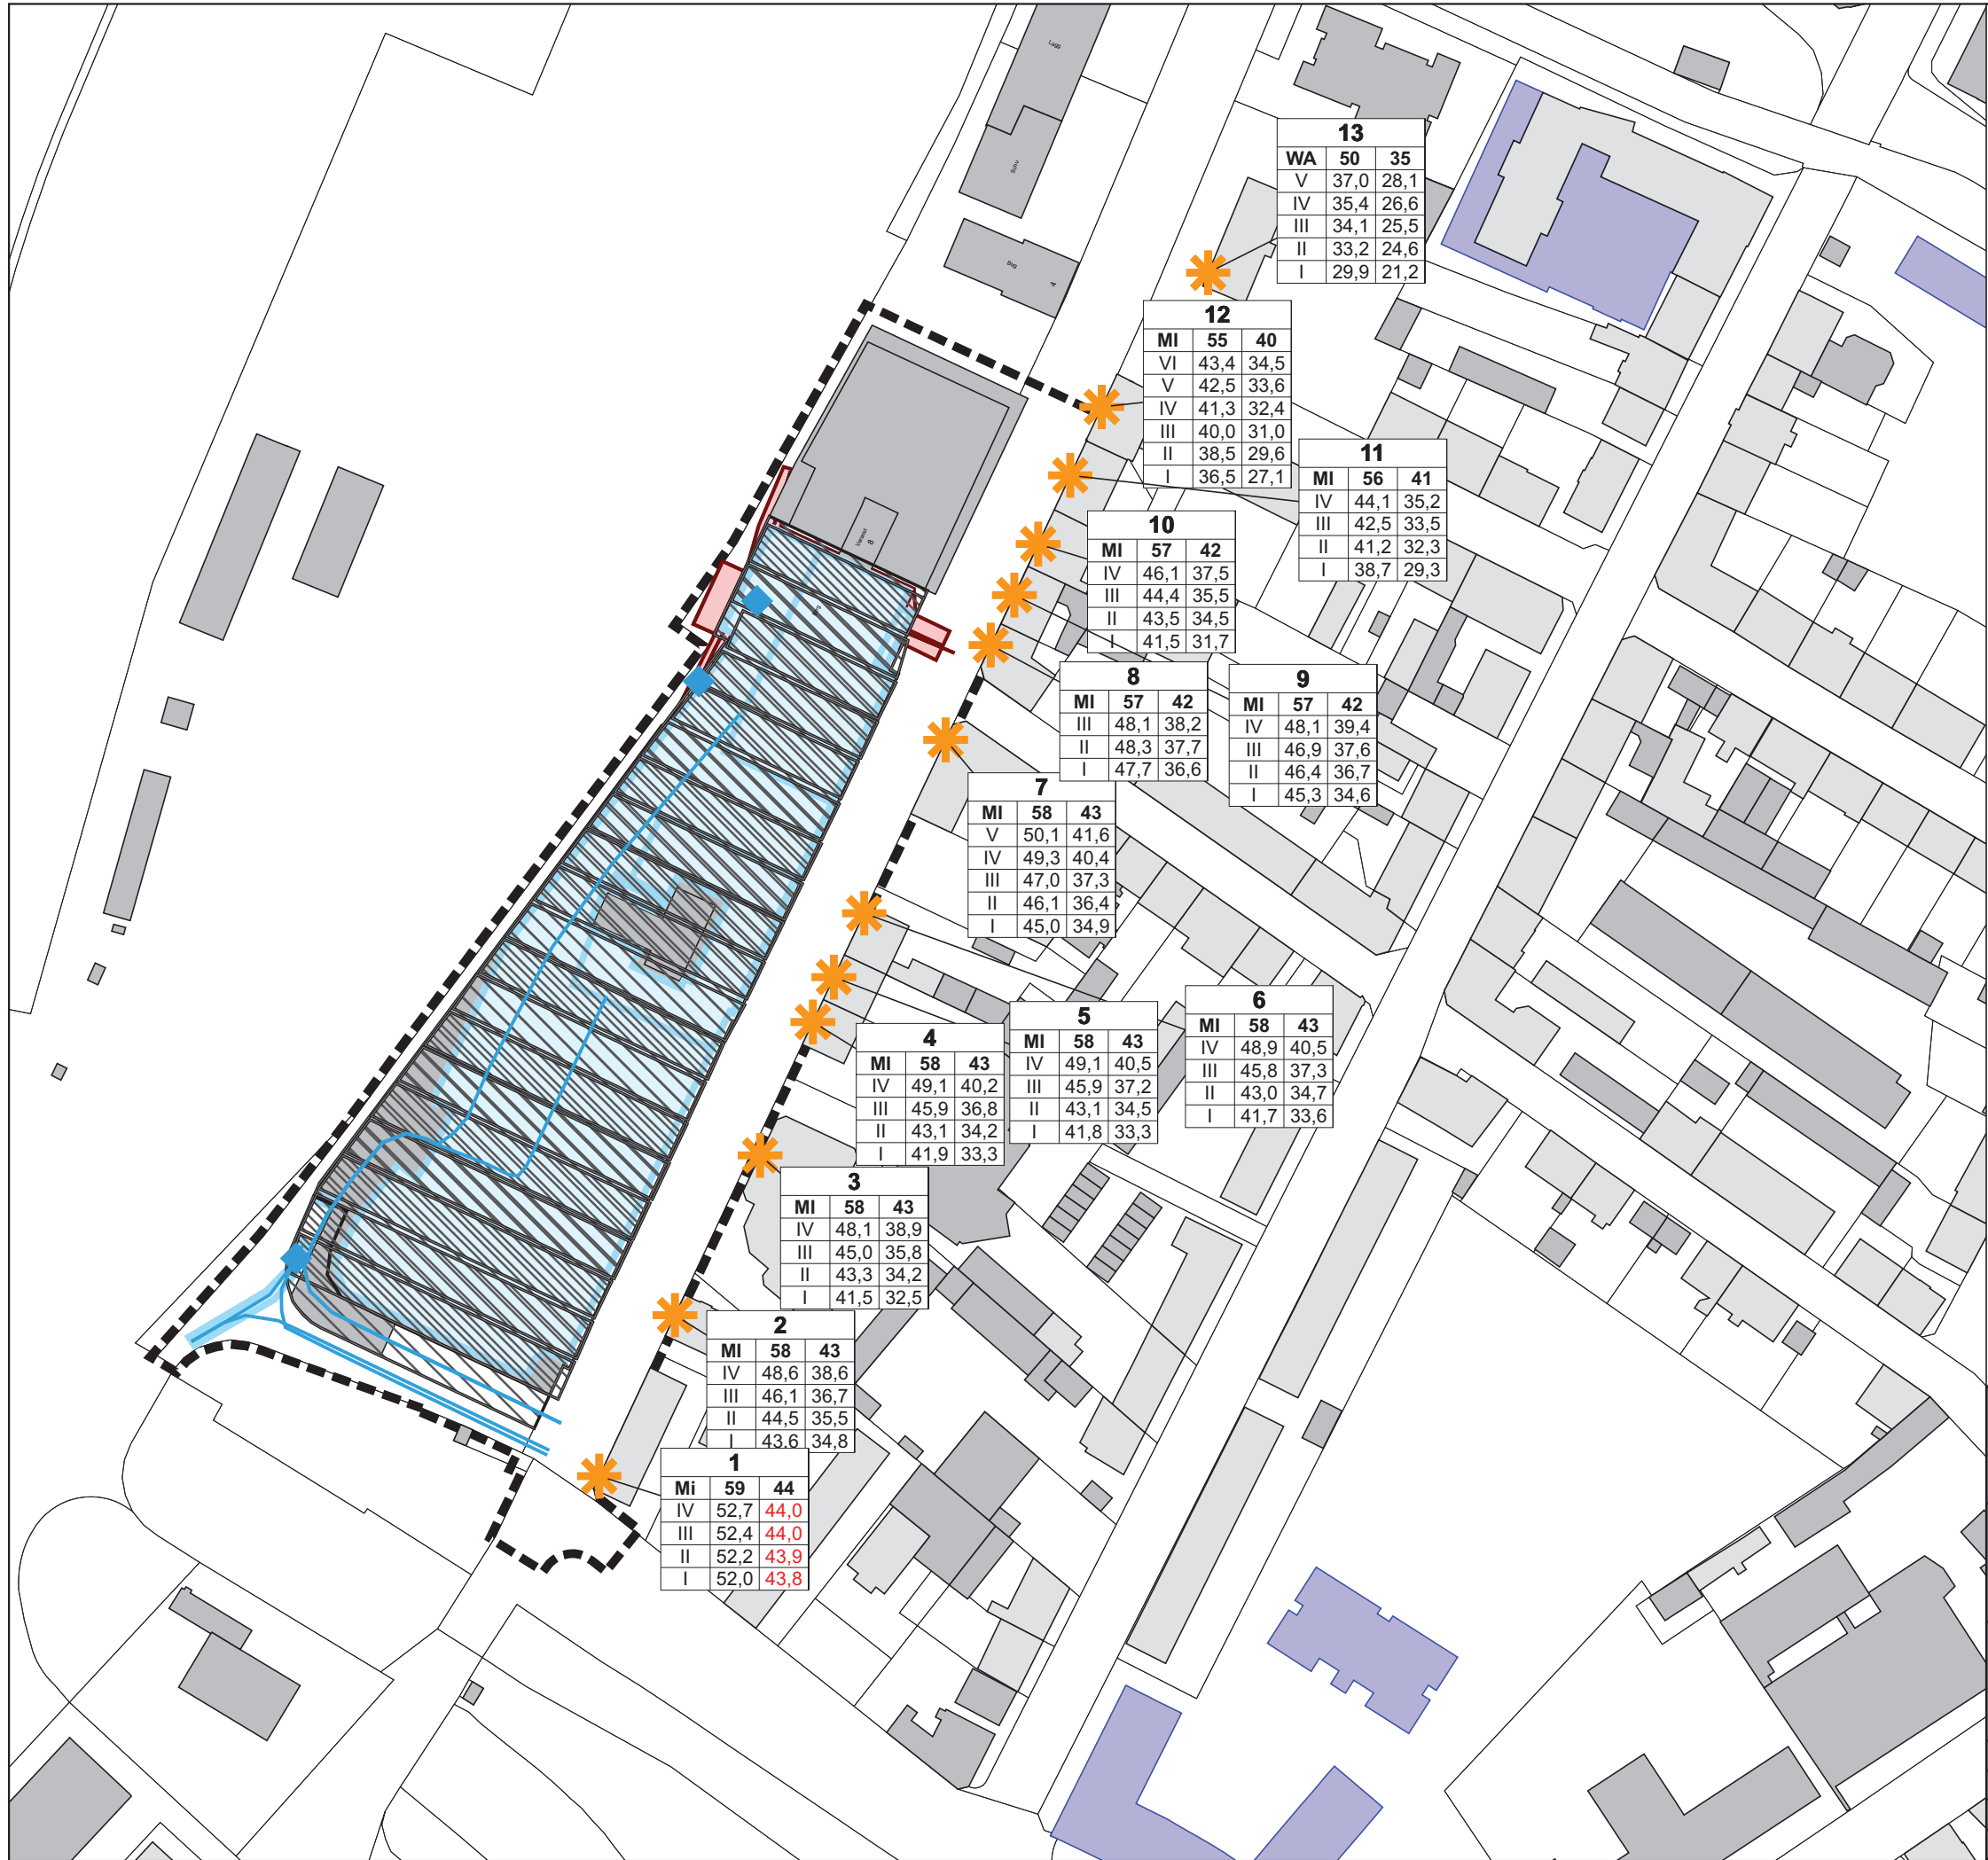 Lagg
Schu
Bng
4
13
WA 50 35
V 37,0 28,1
IV 35,4 26,6
III 34,1 25,5
II 33,2 24,6
I 29,9 21,2
12
MI 55 40
VI 43,4 34,5
V 42,5 33,6
IV 41,3 32,4
III 40,0 31,0
II 38,5 29,6
I 36,5 27,1
11
MI 56 41
IV 44,1 35,2
III 42,5 33,5
II 41,2 32,3
I 38,7 29,3
10
MI 57 42
IV 46,1 37,5
III 44,4 35,5
II 43,5 34,5
I 41,5 31,7
8
8
MI 57 42
III 48,1 38,2
II 48,3 37,7
I 47,7 36,6
9
MI 57 42
IV 48,1 39,4
III 46,9 37,6
II 46,4 36,7
I 45,3 34,6
7
MI 58 43
V 50,1 41,6
IV 49,3 40,4
III 47,0 37,3
II 46,1 36,4
I 45,0 34,9
6
MI 58 43
IV 48,9 40,5
III 45,8 37,3
II 43,0 34,7
I 41,7 33,6
5
MI 58 43
IV 49,1 40,5
III 45,9 37,2
II 43,1 34,5
I 41,8 33,3
4
MI 58 43
IV 49,1 40,2
III 45,9 36,8
II 43,1 34,2
I 41,9 33,3
3
MI 58 43
IV 48,1 38,9
III 45,0 35,8
II 43,3 34,2
I 41,5 32,5
2
MI 58 43
IV 48,6 38,6
III 46,1 36,7
II 44,5 35,5
I 43,6 34,8
1
Mi 59 44
IV 52,7 44,0
III 52,4 44,0
II 52,2 43,9
I 52,0 43,8